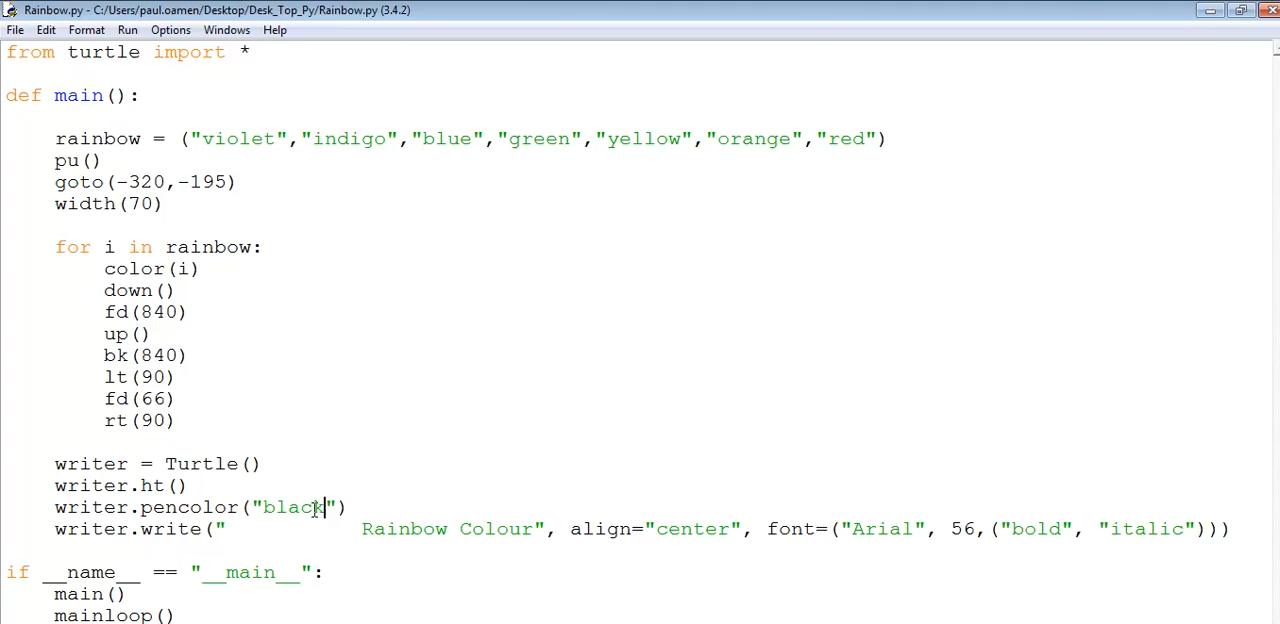 Rainbow.py - C:/Users/paul.oamen/Desktop/Desk_Top_Py/Rainbow.py (3.4.2)
File Edit Format Run Options Windows Help
from turtle import *
def main():
    rainbow = ("violet","indigo","blue","green","yellow","orange","red")
    pu()
    goto(-320,-195)
    width(70)
    for i in rainbow:
        color(i)
        down()
        fd(840)
        up()
        bk(840)
        lt(90)
        fd(66)
        rt(90)
    writer = Turtle()
    writer.ht()
    writer.pencolor("black")
    writer.write("           Rainbow Colour", align="center", font=("Arial", 56,("bold", "italic")))
if __name__ == "__main__":
    main()
    mainloop()